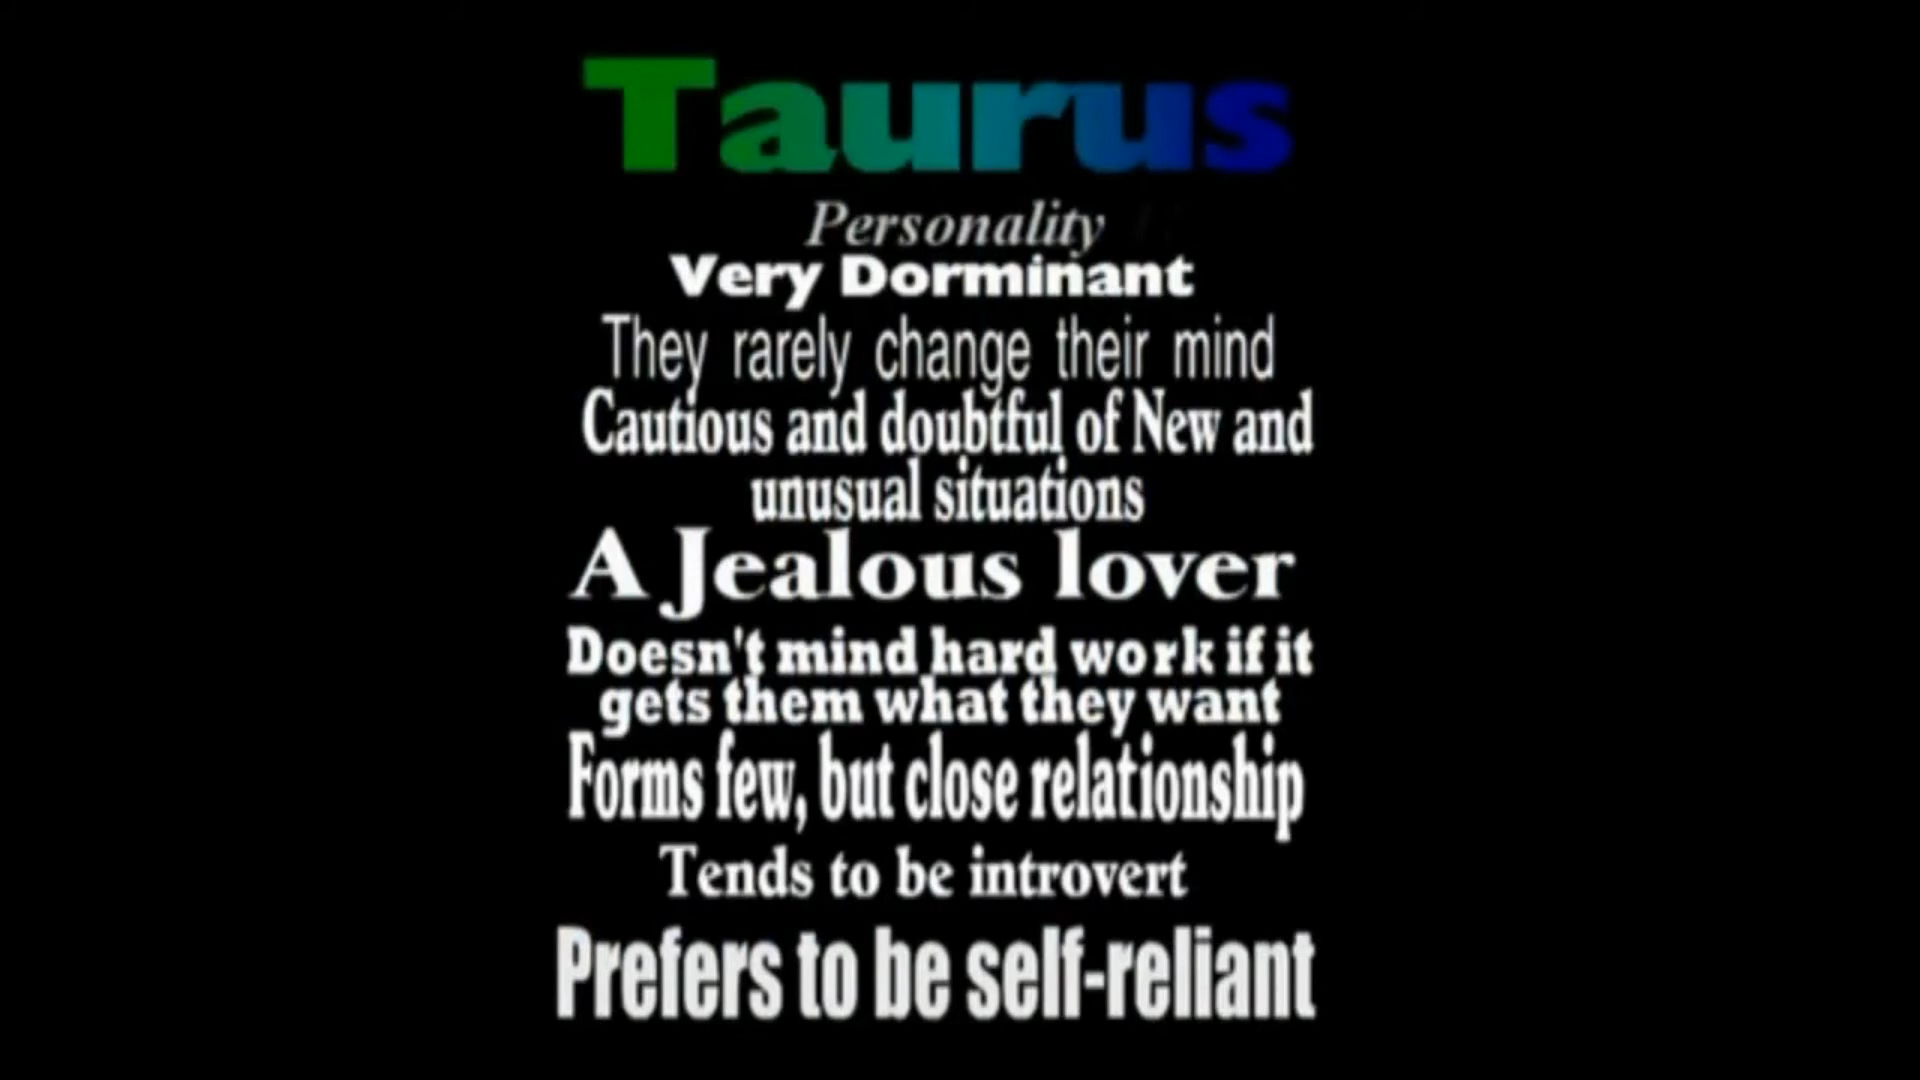 Taurus
Personality
Very Dorminant
They rarely change their mind
Cautious and doubtful of New and
unusual situations
A Jealous lover
Doesn't mind hard work if it
gets them what they want
Forms few, but close relationship
Tends to be introvert
Prefers to be self-reliant